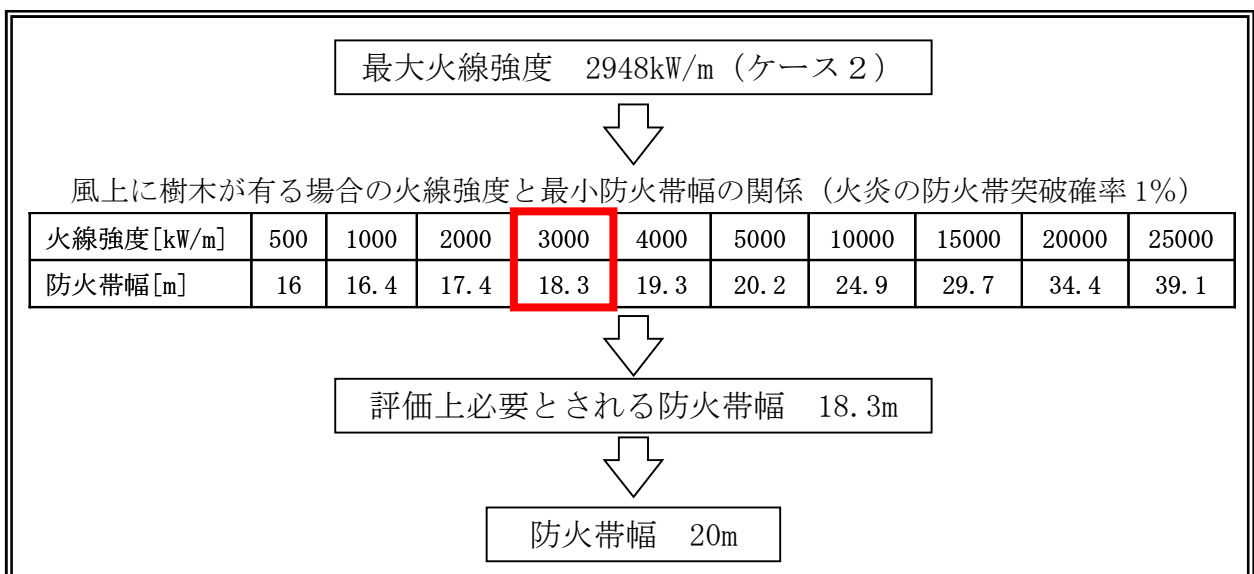 最大火線強度　2948kW/m（ケース２）
風上に樹木が有る場合の火線強度と最小防火帯幅の関係（火炎の防火帯突破確率 1％）
火線強度[kW/m] 500 1000 2000 3000 4000 5000 10000 15000 20000 25000
防火帯幅[m] 16 16.4 17.4 18.3 19.3 20.2 24.9 29.7 34.4 39.1
評価上必要とされる防火帯幅　18.3m
防火帯幅　20m